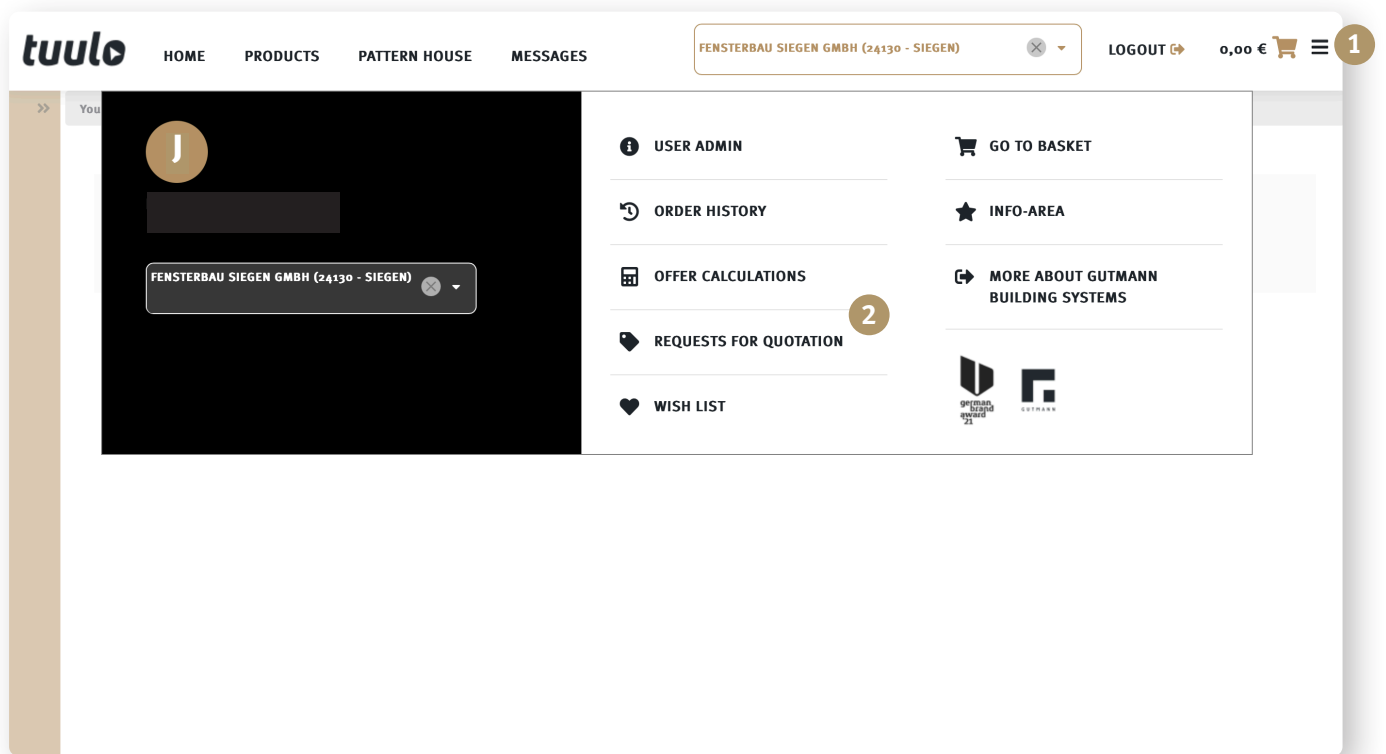 tuulo
HOME PRODUCTS PATTERN HOUSE MESSAGES
FENSTERBAU SIEGEN GMBH (24130 - SIEGEN)
LOGOUT
0,00 €
1
You
J
FENSTERBAU SIEGEN GMBH (24130 - SIEGEN)
USER ADMIN
ORDER HISTORY
OFFER CALCULATIONS
2
REQUESTS FOR QUOTATION
WISH LIST
GO TO BASKET
INFO-AREA
MORE ABOUT GUTMANN
BUILDING SYSTEMS
german
brand
award
'21
GUTMANN